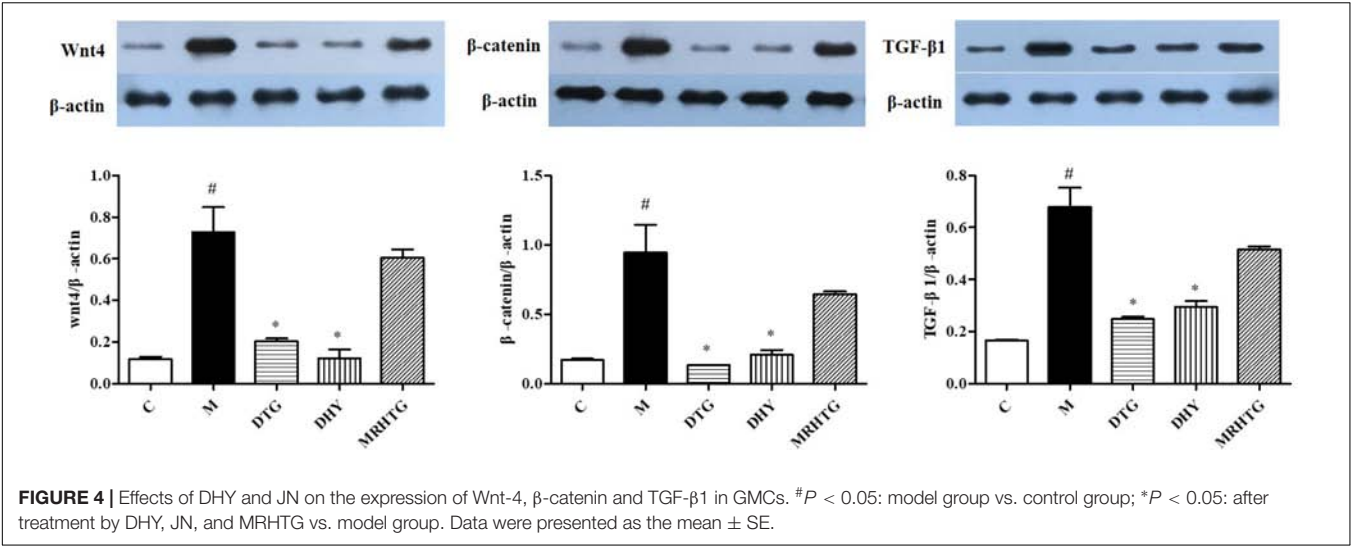 Wnt4
β-actin
β-catenin
β-actin
TGF-β1
β-actin
wnt4/β -actin
1.0
0.8
0.6
0.4
0.2
0.0
#
*
*
C
M
DTG
DHY
MRHTG
β -catenin/β -actin
1.5
1.0
0.5
0.0
#
*
*
C
M
DTG
DHY
MRHTG
TGF-β 1/β -actin
0.8
0.6
0.4
0.2
0.0
#
*
*
C
M
DTG
DHY
MRHTG
FIGURE 4 | Effects of DHY and JN on the expression of Wnt-4, β-catenin and TGF-β1 in GMCs. #P < 0.05: model group vs. control group; *P < 0.05: after
treatment by DHY, JN, and MRHTG vs. model group. Data were presented as the mean ± SE.